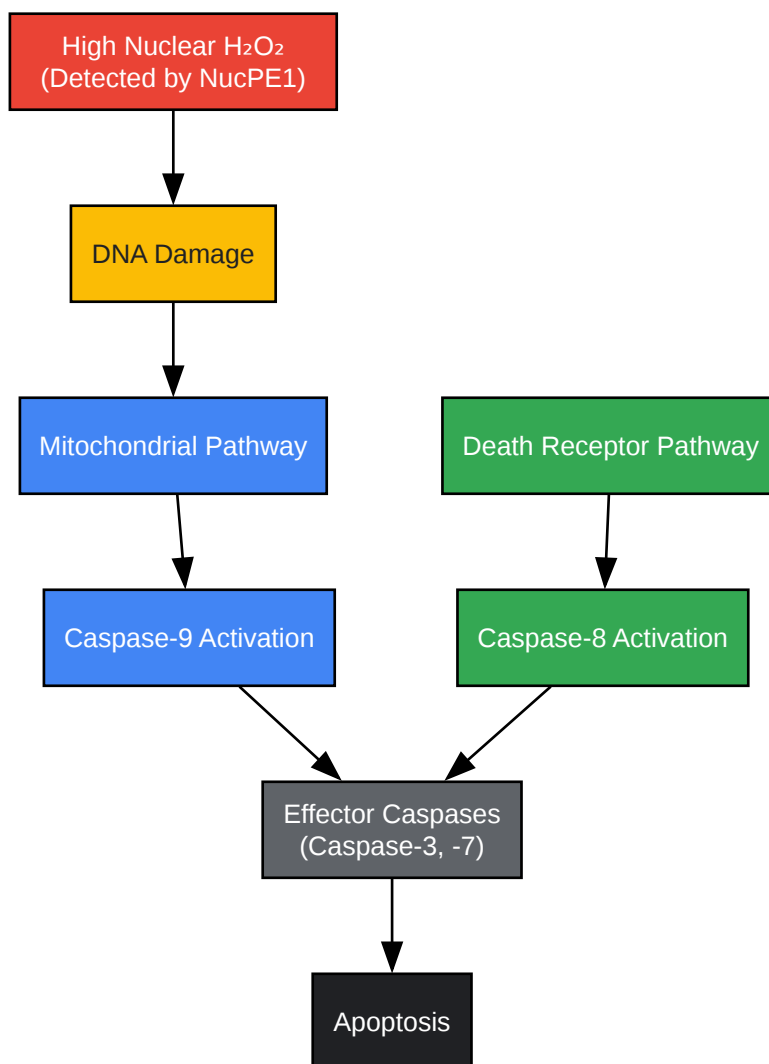 High Nuclear H₂O₂
(Detected by NucPE1)
DNA Damage
Mitochondrial Pathway
Death Receptor Pathway
Caspase-9 Activation
Caspase-8 Activation
Effector Caspases
(Caspase-3, -7)
Apoptosis